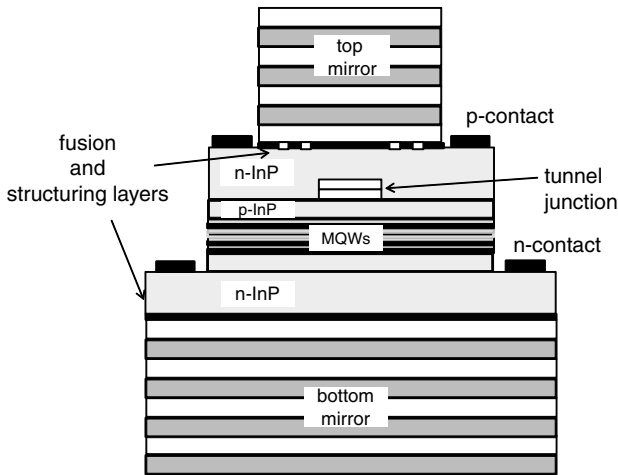 top
mirror
p-contact
fusion
and
structuring layers
n-InP
tunnel
junction
p-InP
MQWs
n-contact
n-InP
bottom
mirror